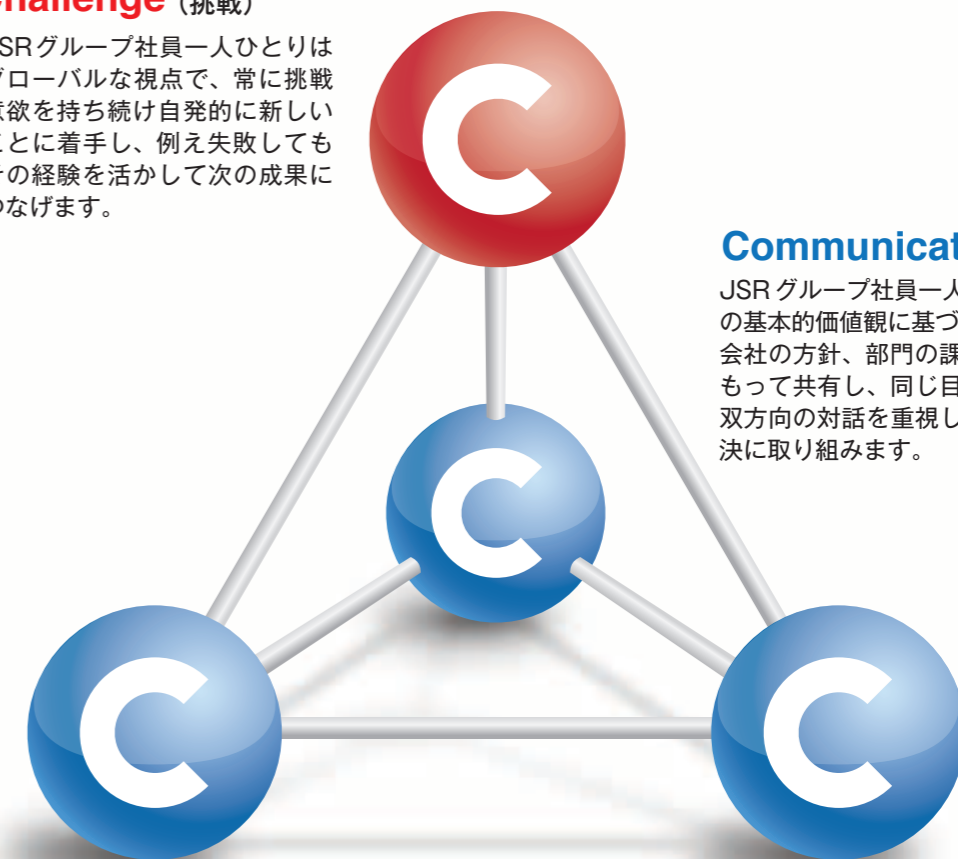 Challenge（挑戦）
JSRグループ社員一人ひとりは
グローバルな視点で、常に挑戦
意欲を持ち続け自発的に新しい
ことに着手し、例え失敗しても
その経験を活かして次の成果に
つなげます。
C
Communicat
JSRグループ社員一人
の基本的価値観に基づ
会社の方針、部門の課
もって共有し、同じ目
双方向の対話を重視し
決に取り組みます。
C
C
C